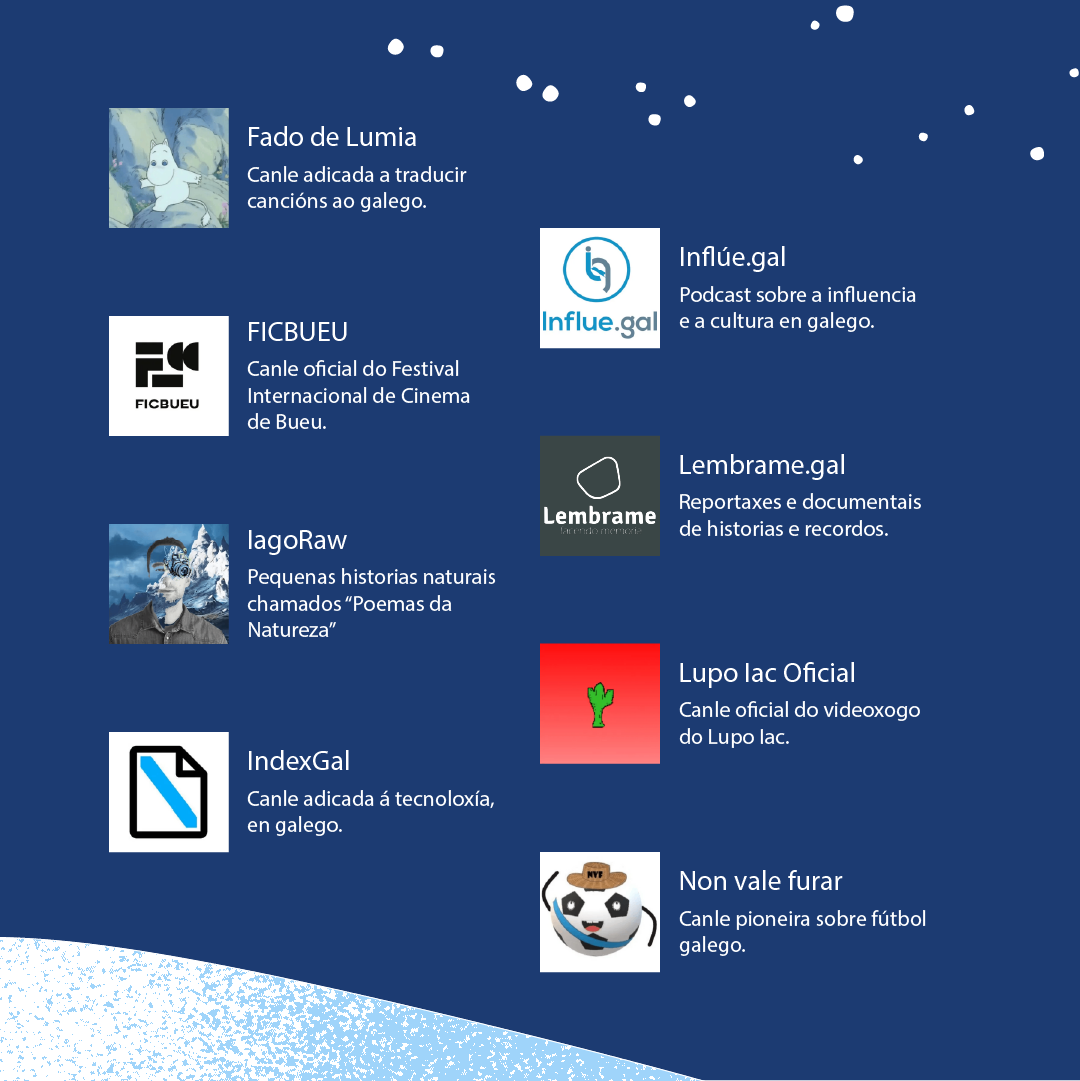 Fado de Lumia
Canle adicada a traducir
cancións ao galego.
FICBUEU
FICBUEU
Canle oficial do Festival
Internacional de Cinema
de Bueu.
IagoRaw
Pequenas historias naturais
chamados “Poemas da
Natureza”
IndexGal
Canle adicada á tecnoloxía,
en galego.
Influe.gal
Inflúe.gal
Podcast sobre a influencia
e a cultura en galego.
Lembrame
facendo memoria
Lembrame.gal
Reportaxes e documentais
de historias e recordos.
Lupo Iac Oficial
Canle oficial do videoxogo
do Lupo Iac.
NVF
Non vale furar
Canle pioneira sobre fútbol
galego.